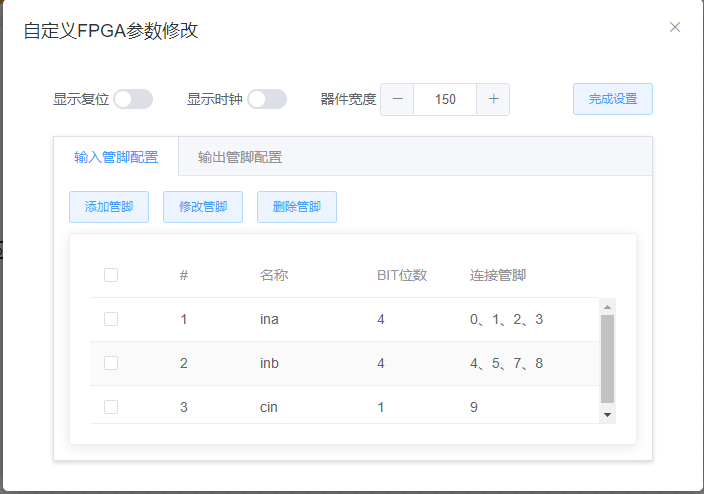 自定义FPGA参数修改
显示复位 显示时钟 器件宽度 150 完成设置
输入管脚配置 输出管脚配置
添加管脚 修改管脚 删除管脚
# 名称 BIT位数 连接管脚
1 ina 4 0、1、2、3
2 inb 4 4、5、7、8
3 cin 1 9